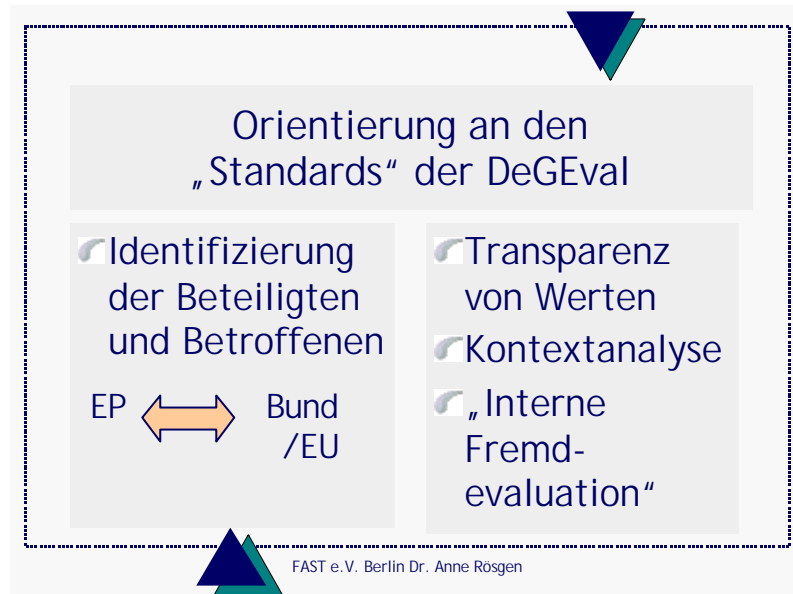 Orientierung an den
„Standards“ der DeGEval
Identifizierung
der Beteiligten
und Betroffenen
EP Bund
/EU
Transparenz
von Werten
Kontextanalyse
„Interne
Fremd-
evaluation“
FAST e.V. Berlin Dr. Anne Rösgen